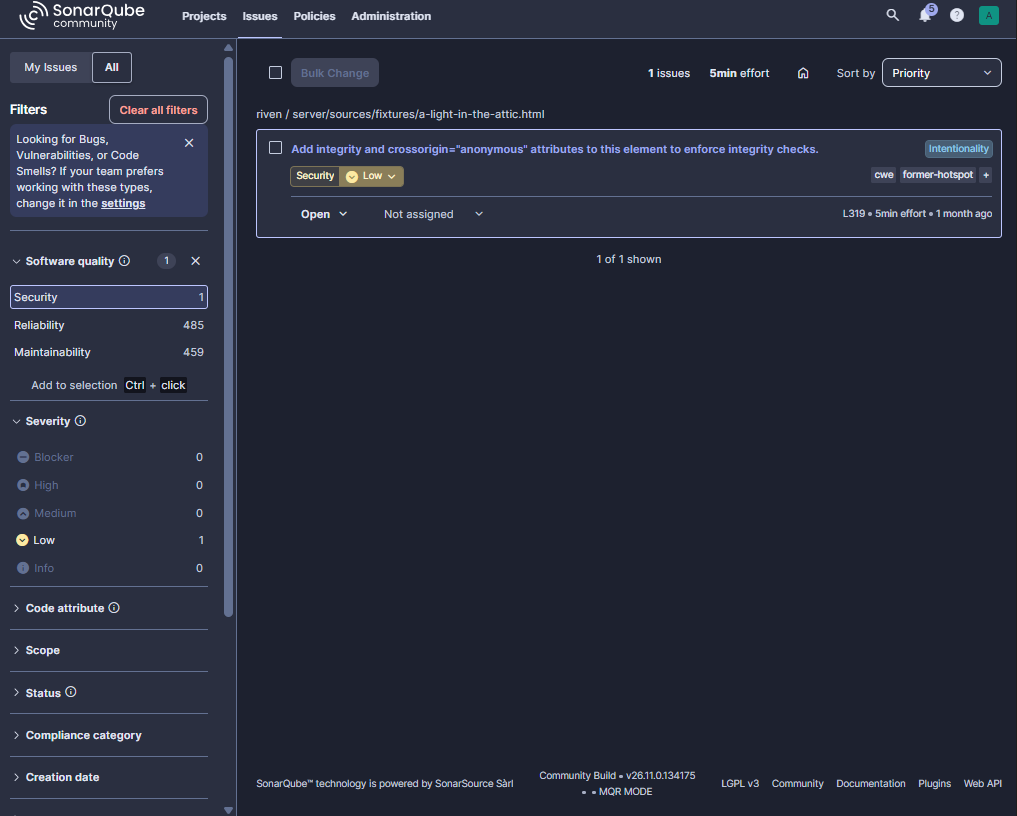 SonarQube
community
Projects Issues Policies Administration
5
?
A
My Issues All
Filters
Clear all filters
Looking for Bugs,
Vulnerabilities, or Code
Smells? If your team prefers
working with these types,
change it in the settings
Software quality 1
Security 1
Reliability 485
Maintainability 459
Add to selection Ctrl + click
Severity
Blocker 0
High 0
Medium 0
Low 1
Info 0
Code attribute
Scope
Status
Compliance category
Creation date
Bulk Change
1 issues 5min effort
Sort by Priority
riven / server/sources/fixtures/a-light-in-the-attic.html
Add integrity and crossorigin="anonymous" attributes to this element to enforce integrity checks.
Intentionality
Security Low
cwe former-hotspot +
Open Not assigned
L319 • 5min effort • 1 month ago
1 of 1 shown
SonarQube™ technology is powered by SonarSource Sàrl
Community Build • v26.11.0.134175
• • MQR MODE
LGPL v3 Community Documentation Plugins Web API